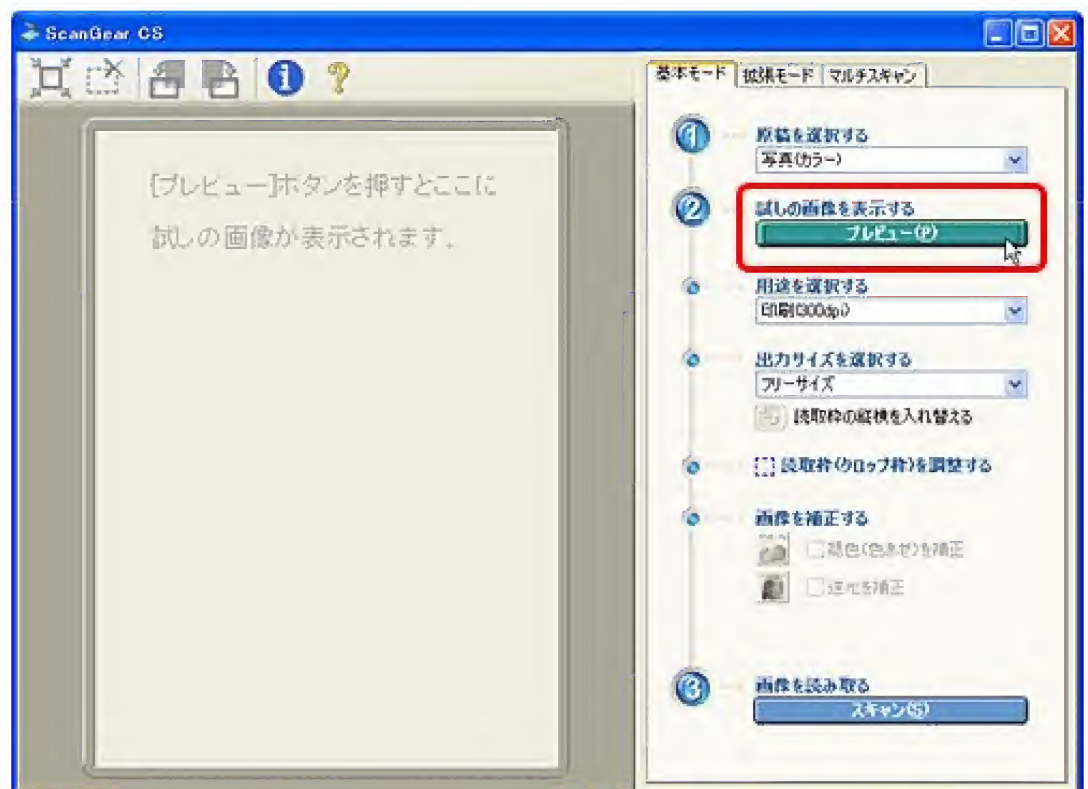 ScanGear CS
基本モード
拡張モード
マルチスキャン
[プレビュー]ボタンを押すとここに
試しの画像が表示されます。
1
原稿を選択する
写真(カラー)
2
試しの画像を表示する
プレビュー(P)
用途を選択する
印刷(300dpi)
出力サイズを選択する
フリーサイズ
読取枠の縦横を入れ替える
読取枠(クロップ枠)を調整する
画像を補正する
褪色(色あせ)を補正
逆光を補正
3
画像を読み取る
スキャン(S)